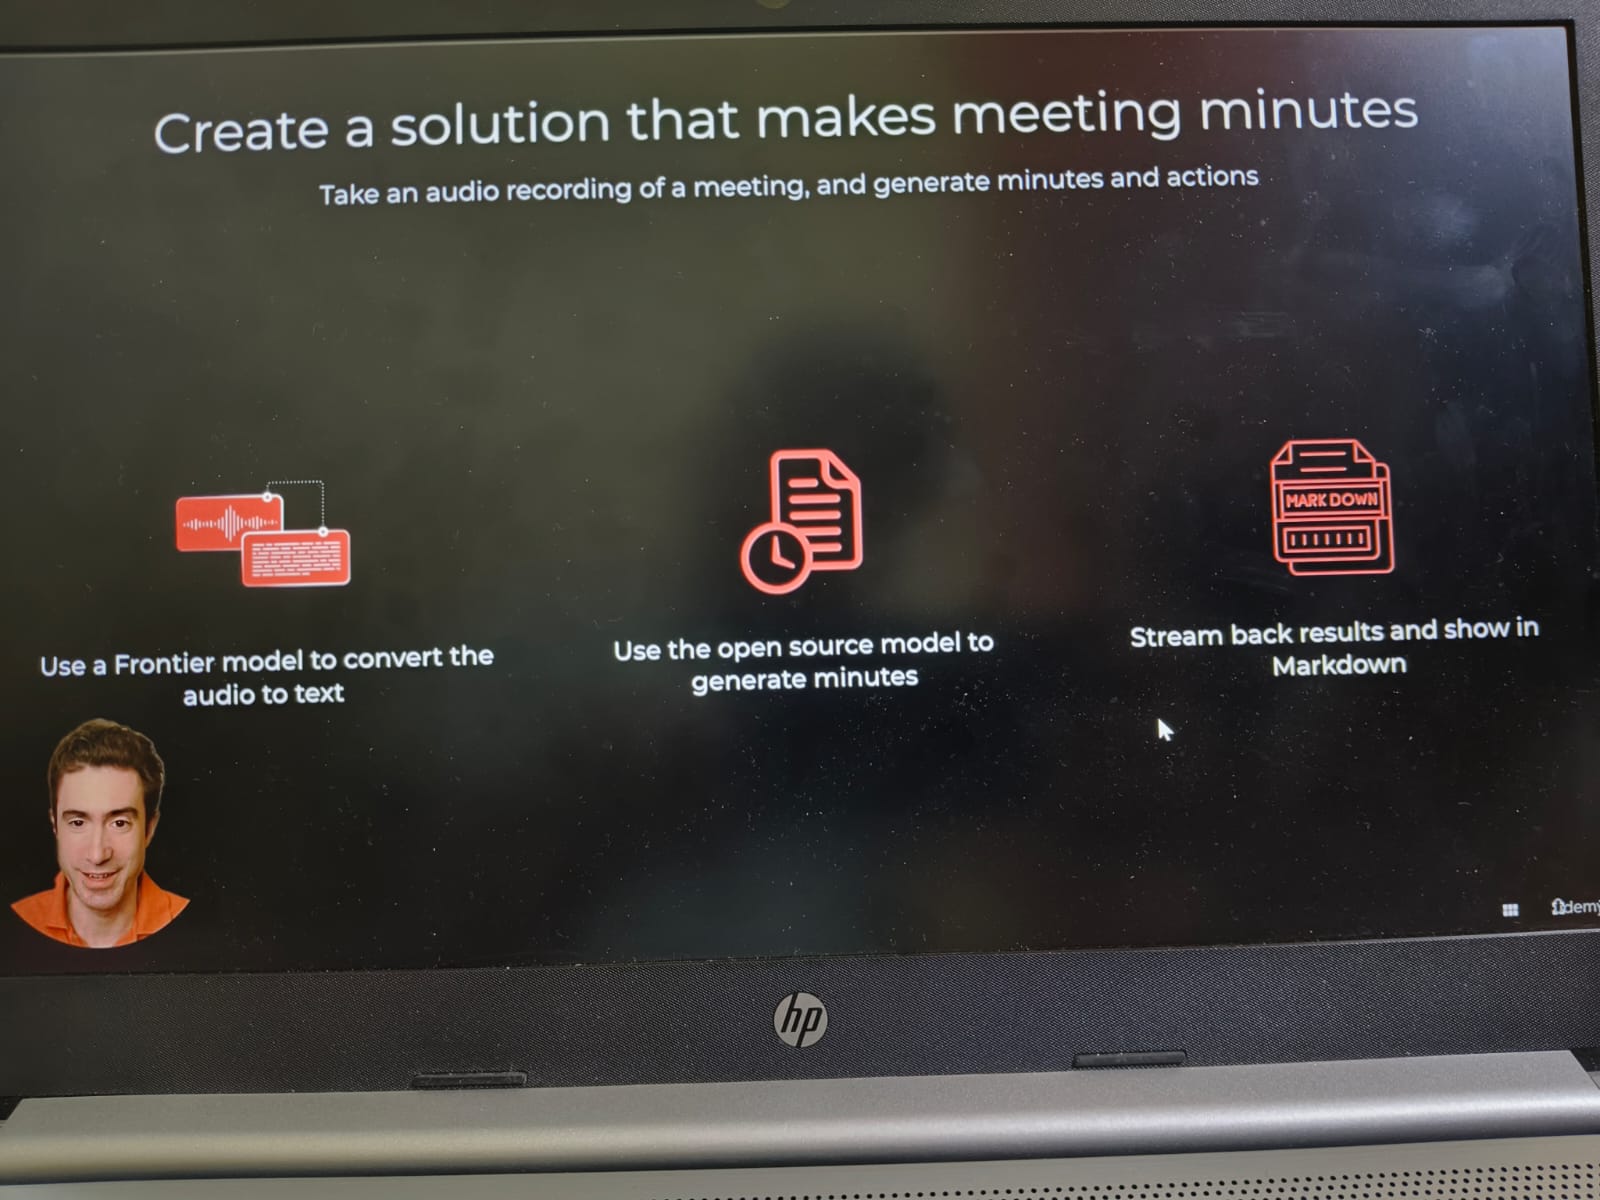 Create a solution that makes meeting minutes
Take an audio recording of a meeting, and generate minutes and actions
MARK DOWN
Use a Frontier model to convert the
audio to text
Use the open source model to
generate minutes
Stream back results and show in
Markdown
hp